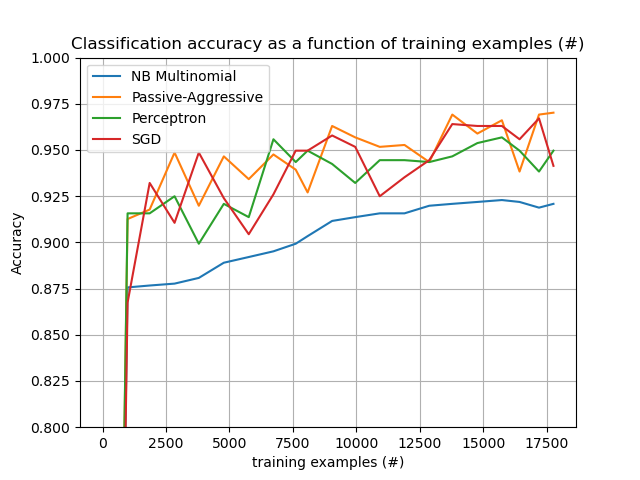 Classification accuracy as a function of training examples (#)
NB Multinomial
Passive-Aggressive
Perceptron
SGD
Accuracy
1.000
0.975
0.950
0.925
0.900
0.875
0.850
0.825
0.800
0
2500
5000
7500
10000
12500
15000
17500
training examples (#)